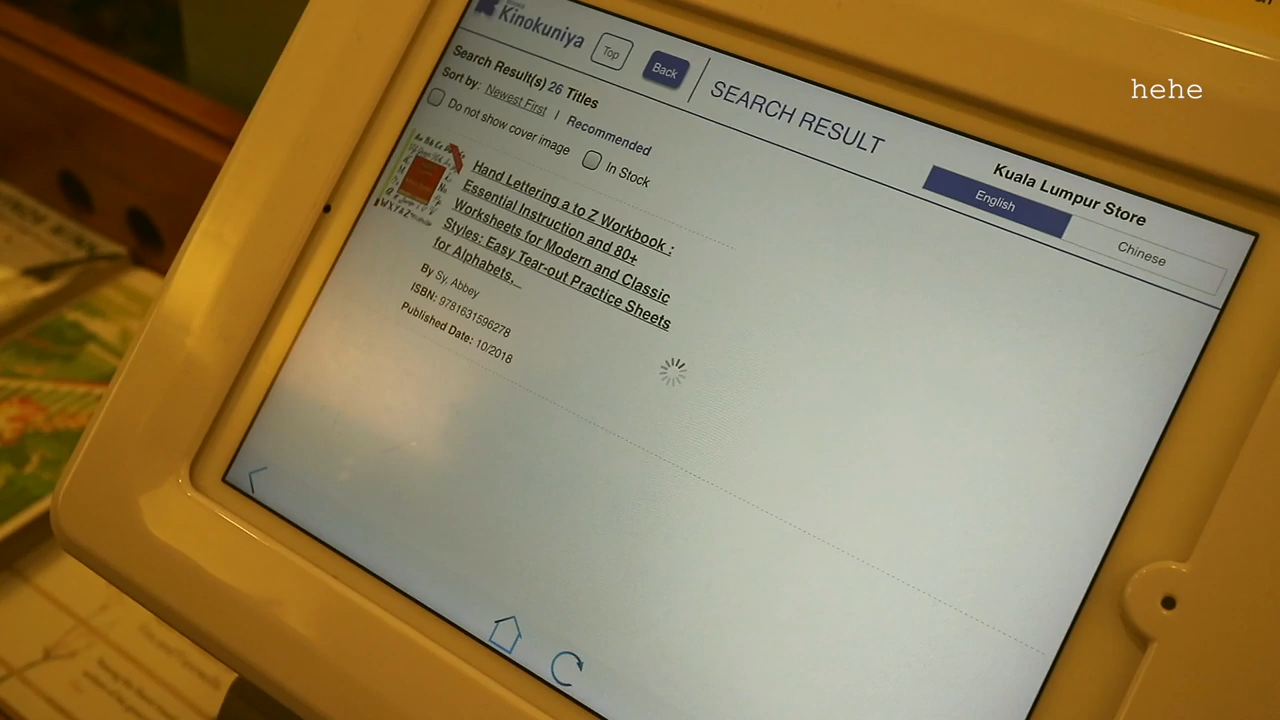 Kinokuniya
Top
Back
SEARCH RESULT
hehe
Search Result(s) 26 Titles
Sort by: Newest First | Recommended
Do not show cover image
In Stock
Kuala Lumpur Store
English
Chinese
Hand Lettering a to Z Workbook :
Essential Instruction and 80+
Worksheets for Modern and Classic
Styles; Easy Tear-out Practice Sheets
for Alphabets,_
By Sy, Abbey
ISBN: 9781631596278
Published Date: 10/2018